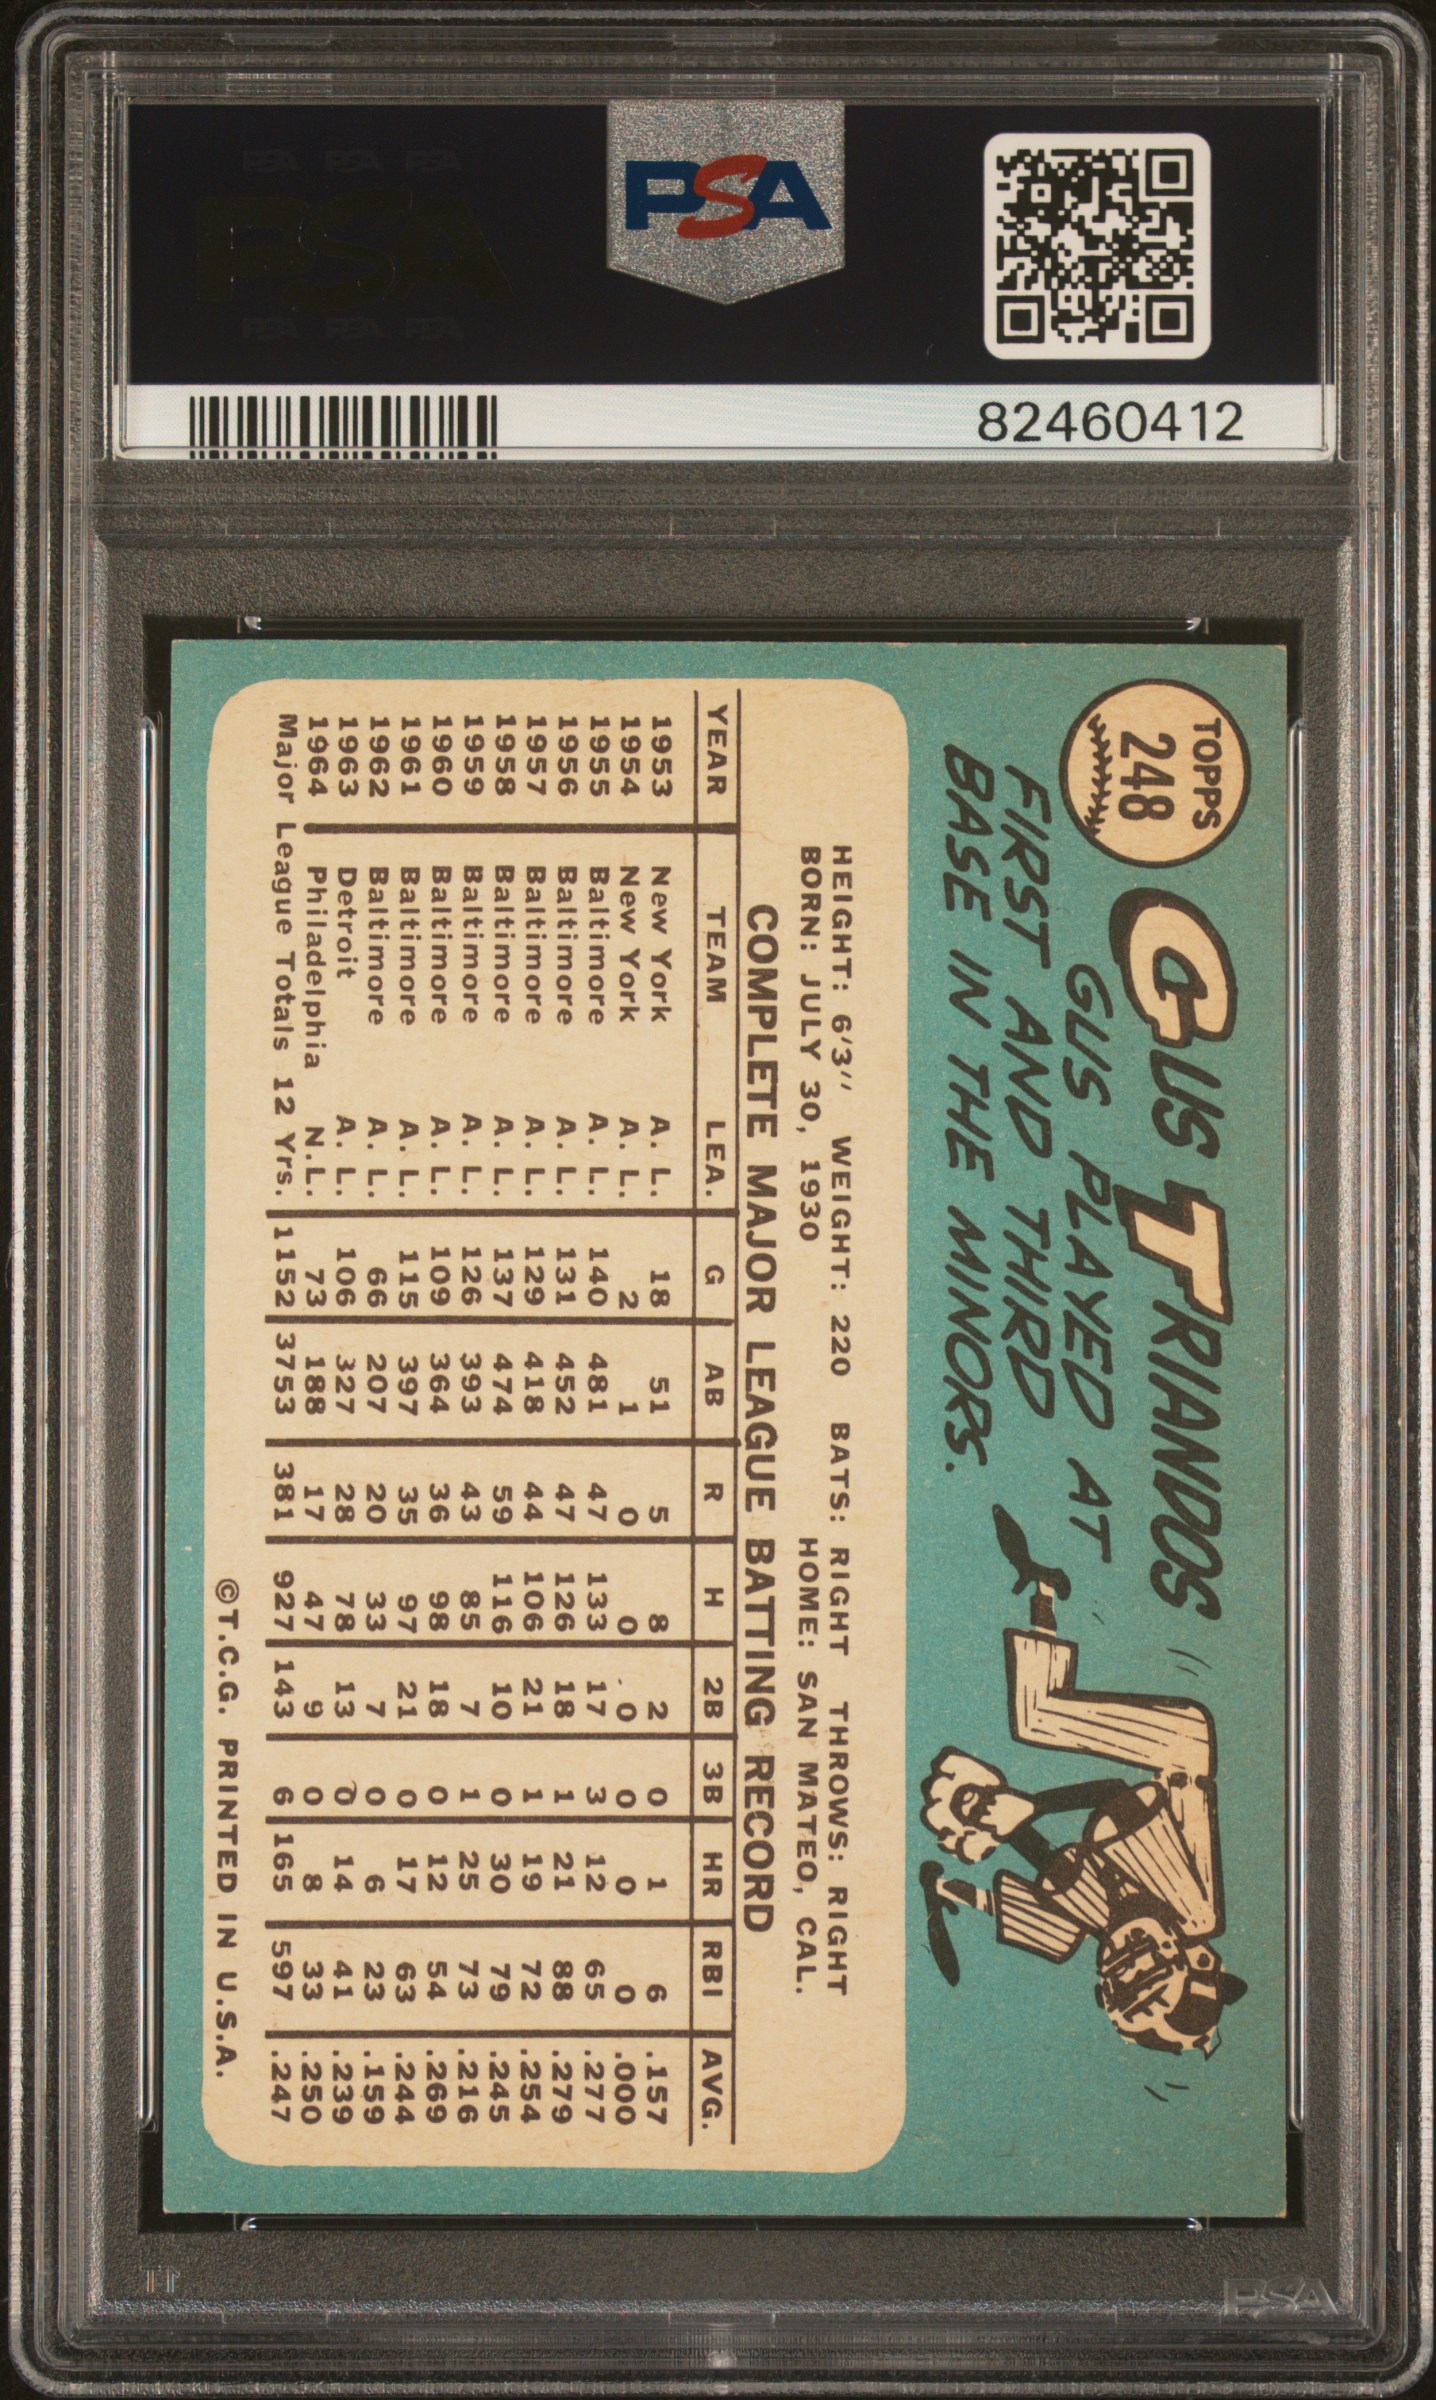 PSA PSA PSA
PSA
PSA PSA PSA
PSA
82460412
TOPPS
248
GUS TRIANDOS
GUS PLAYED AT
FIRST AND THIRD
BASE IN THE MINORS.
HEIGHT: 6'3" WEIGHT: 220 BATS: RIGHT THROWS: RIGHT
BORN: JULY 30, 1930 HOME: SAN MATEO, CAL.
COMPLETE MAJOR LEAGUE BATTING RECORD
YEAR TEAM LEA. G AB R H 2B 3B HR RBI AVG.
1953 New York A. L. 18 51 5 8 2 0 1 6 .157
1954 New York A. L. 2 1 0 0 0 0 0 0 .000
1955 Baltimore A. L. 140 481 47 133 17 3 12 65 .277
1956 Baltimore A. L. 131 452 47 126 18 1 21 88 .279
1957 Baltimore A. L. 129 418 44 106 21 1 19 72 .254
1958 Baltimore A. L. 137 474 59 116 10 0 30 79 .245
1959 Baltimore A. L. 126 393 43 85 7 1 25 73 .216
1960 Baltimore A. L. 109 364 36 98 18 0 12 54 .269
1961 Baltimore A. L. 115 397 35 97 21 0 17 63 .244
1962 Baltimore A. L. 66 207 20 33 7 0 6 23 .159
1963 Detroit A. L. 106 327 28 78 13 0 14 41 .239
1964 Philadelphia N.L. 73 188 17 47 9 0 8 33 .250
Major League Totals 12 Yrs. 1152 3753 381 927 143 6 165 597 .247
©T.C.G. PRINTED IN U.S.A.
PSA